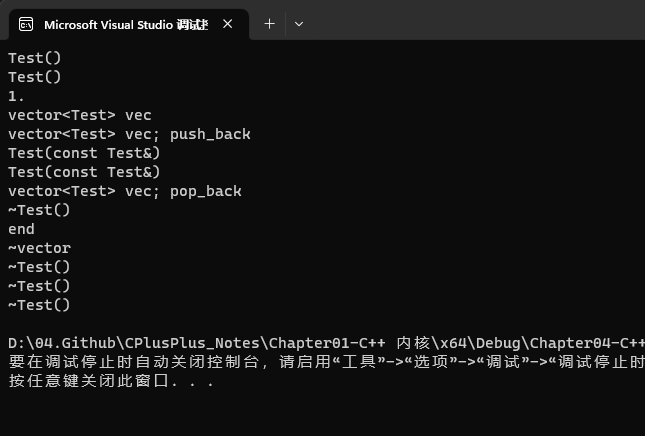 Microsoft Visual Studio 调试
Test()
Test()
1.
vector<Test> vec
vector<Test> vec; push_back
Test(const Test&)
Test(const Test&)
vector<Test> vec; pop_back
~Test()
end
~vector
~Test()
~Test()
~Test()
D:\04.Github\CPlusPlus_Notes\Chapter01-C++ 内核\x64\Debug\Chapter04-C++
要在调试停止时自动关闭控制台，请启用“工具”->“选项”->“调试”->“调试停止时
按任意键关闭此窗口. . .